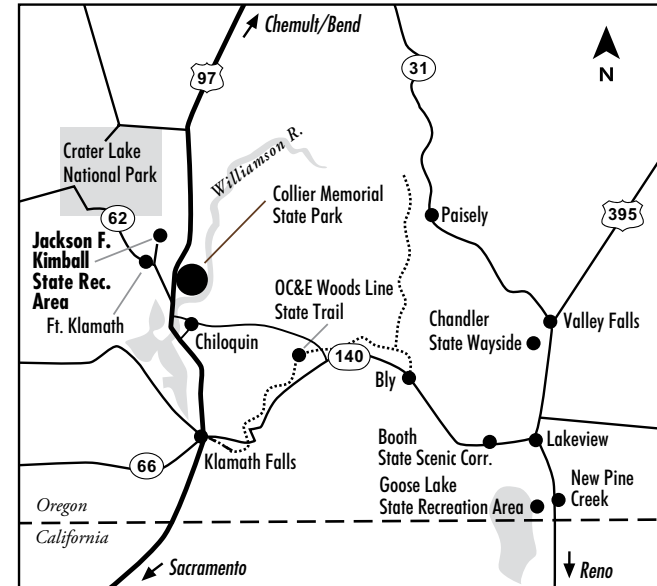 Chemult/Bend
97
31
N
Williamson R.
Crater Lake
National Park
Collier Memorial
State Park
62
Paisely
395
Jackson F.
Kimball
State Rec.
Area
Ft. Klamath
OC&E Woods Line
State Trail
Chandler
State Wayside
Valley Falls
Chiloquin
140
Bly
Booth
State Scenic Corr.
Lakeview
66
Klamath Falls
Goose Lake
State Recreation Area
New Pine
Creek
Oregon
California
Sacramento
Reno